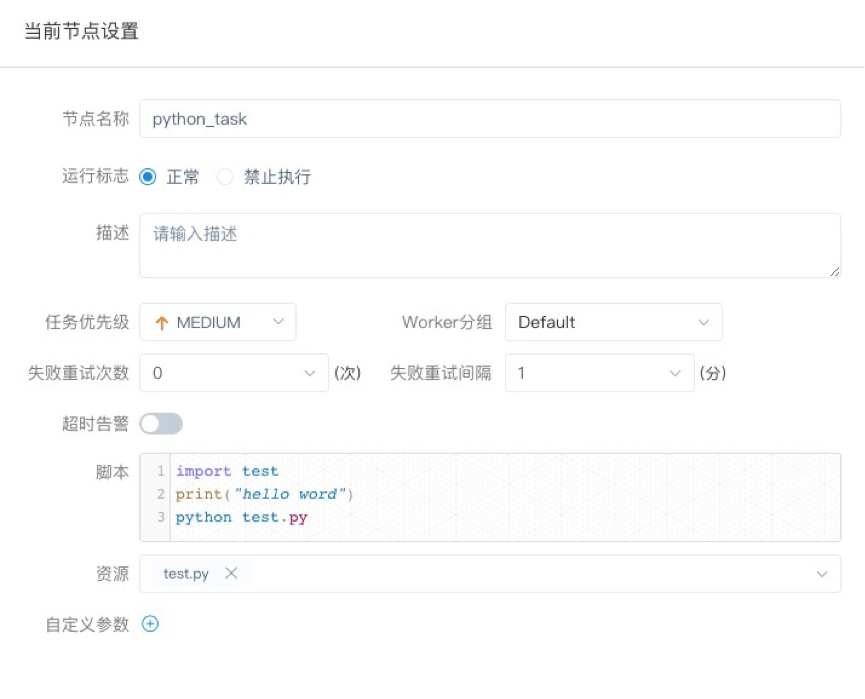 当前节点设置
节点名称 python_task
运行标志 正常 禁止执行
描述 请输入描述
任务优先级 MEDIUM Worker分组 Default
失败重试次数 0 (次) 失败重试间隔 1 (分)
超时告警
脚本 1 import test
2 print("hello word")
3 python test.py
资源 test.py
自定义参数